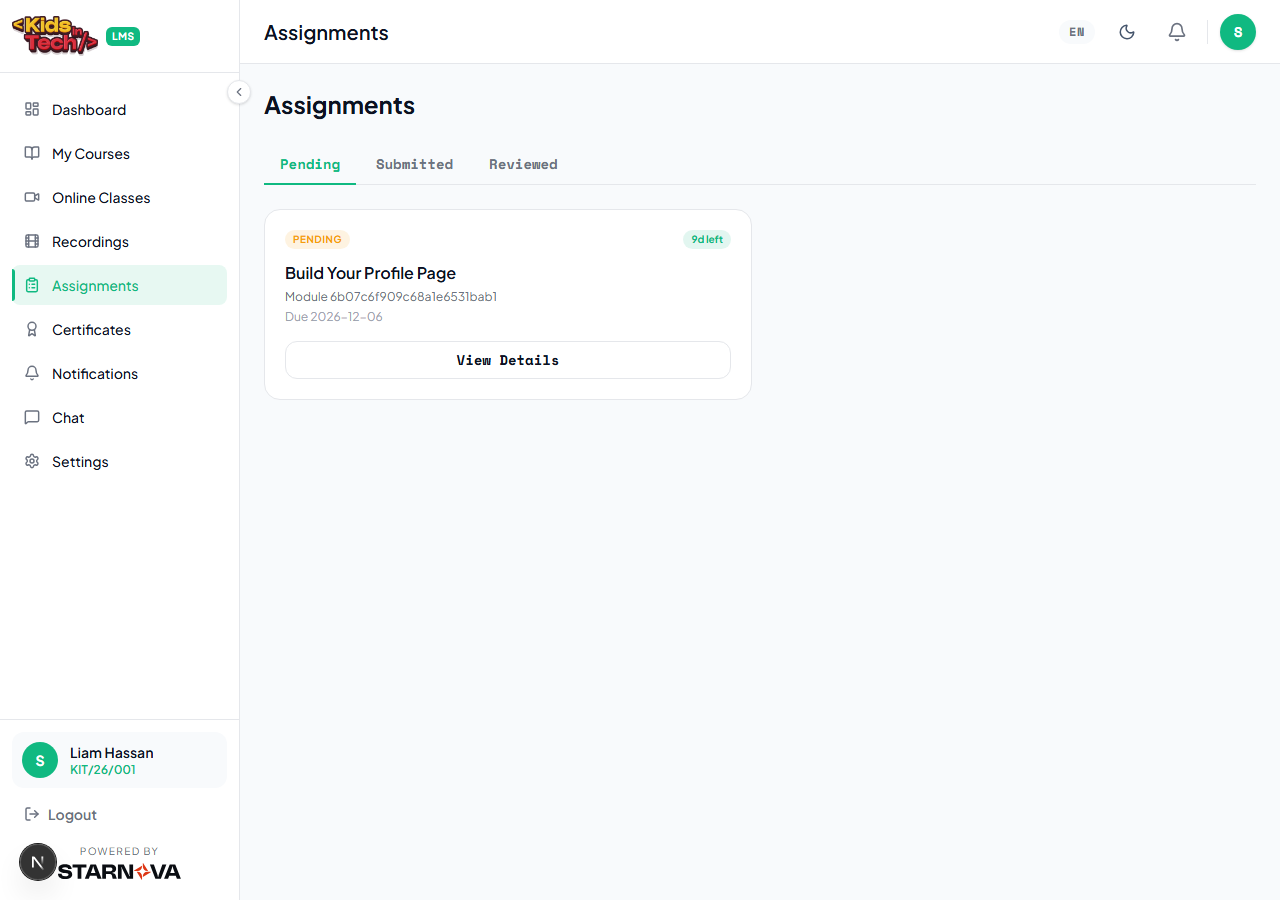 <Kids in Tech/>
LMS
Assignments
EN
S
Dashboard
My Courses
Online Classes
Recordings
Assignments
Certificates
Notifications
Chat
Settings
Assignments
Pending
Submitted
Reviewed
PENDING
9d left
Build Your Profile Page
Module 6b07c6f909c68a1e6531bab1
Due 2026-12-06
View Details
S
Liam Hassan
KIT/26/001
Logout
N
POWERED BY
STARNOVA